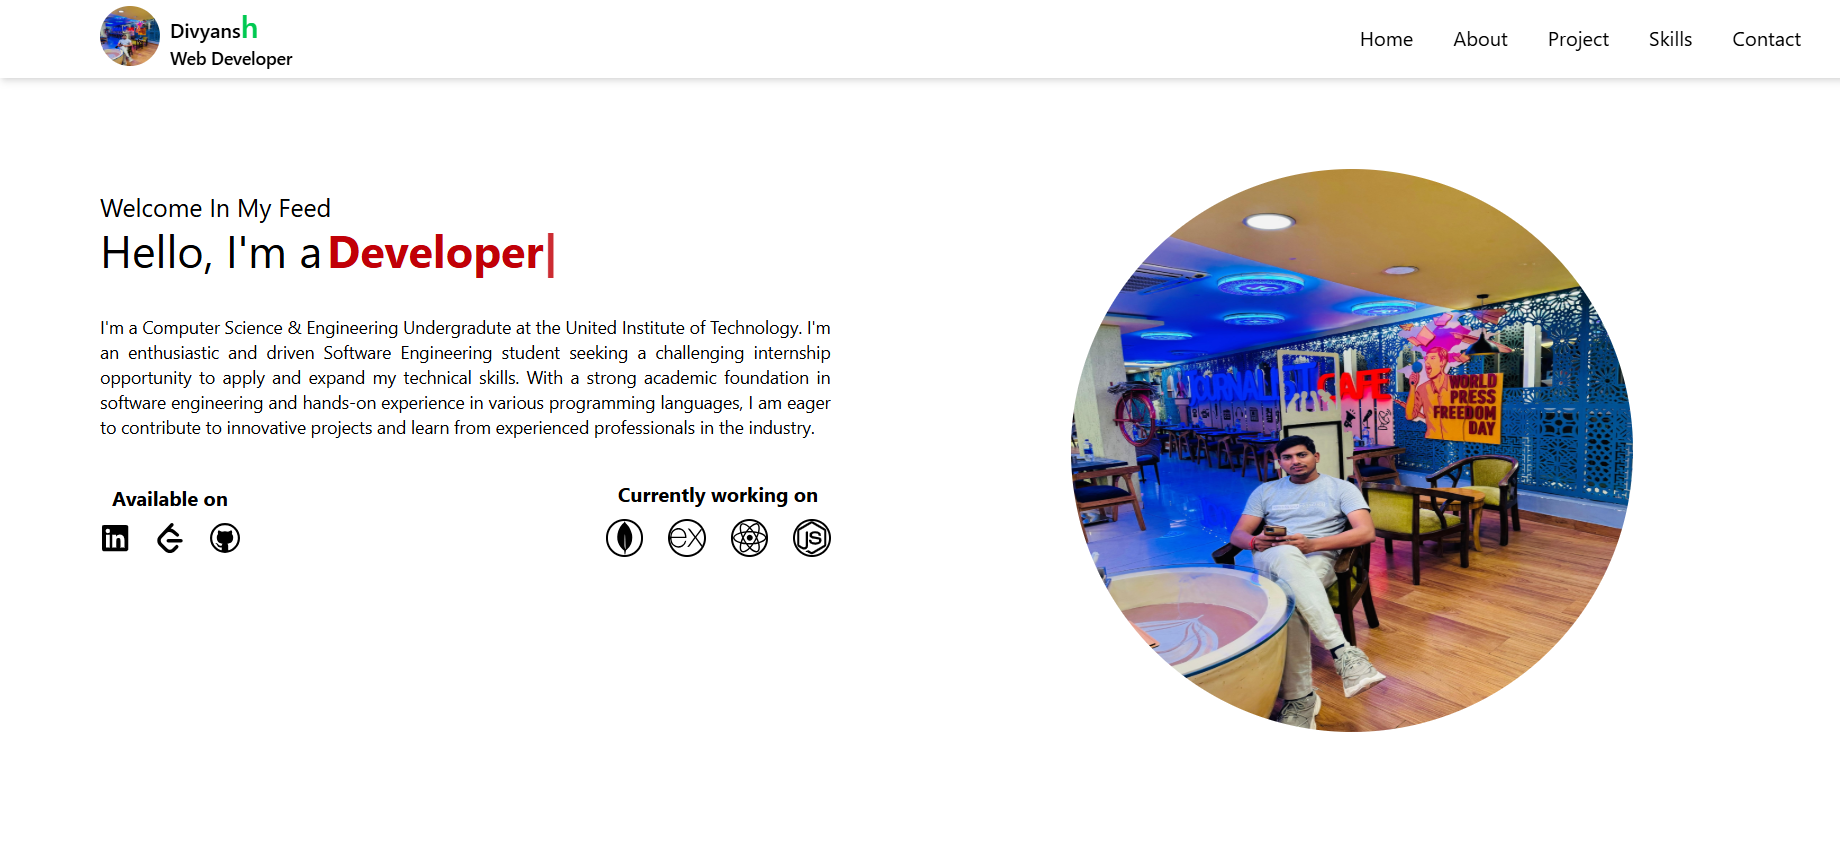 Divyansh
Web Developer
Home About Project Skills Contact
Welcome In My Feed
Hello, I'm a Developer|
I'm a Computer Science & Engineering Undergradute at the United Institute of Technology. I'm
an enthusiastic and driven Software Engineering student seeking a challenging internship
opportunity to apply and expand my technical skills. With a strong academic foundation in
software engineering and hands-on experience in various programming languages, I am eager
to contribute to innovative projects and learn from experienced professionals in the industry.
Available on
in
Currently working on
ex
JS
JC
JOURNALIST CAFE
WORLD
PRESS
FREEDOM
DAY